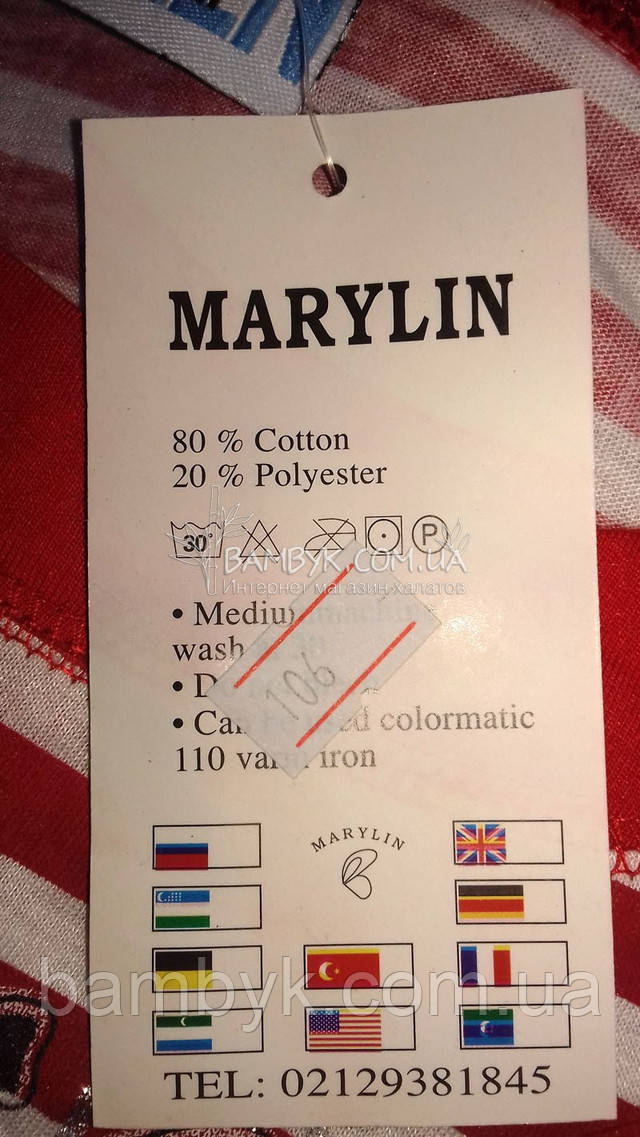 MARYLIN
80 % Cotton
20 % Polyester
30°
P
BAMBYK.COM.UA
Интернет магазин халатов
• Medium machine
wash
106
colormatic
110 iron
MARYLIN
bambyk.com.ua
TEL: 02129381845